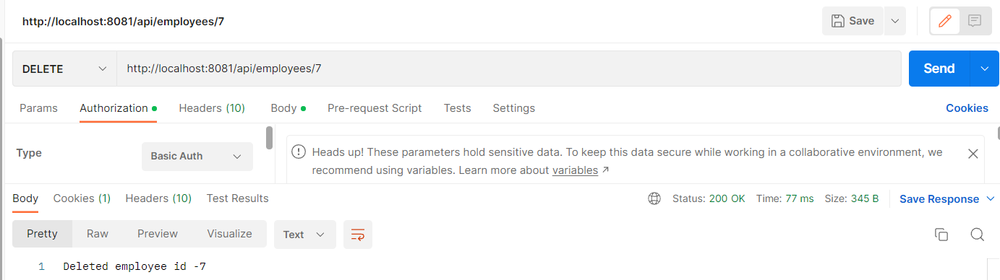 http://localhost:8081/api/employees/7
Save
DELETE
http://localhost:8081/api/employees/7
Send
Params Authorization Headers (10) Body Pre-request Script Tests Settings Cookies
Type
Basic Auth
Heads up! These parameters hold sensitive data. To keep this data secure while working in a collaborative environment, we
recommend using variables. Learn more about variables ↗
Body Cookies (1) Headers (10) Test Results Status: 200 OK Time: 77 ms Size: 345 B Save Response
Pretty Raw Preview Visualize Text
1 Deleted employee id -7